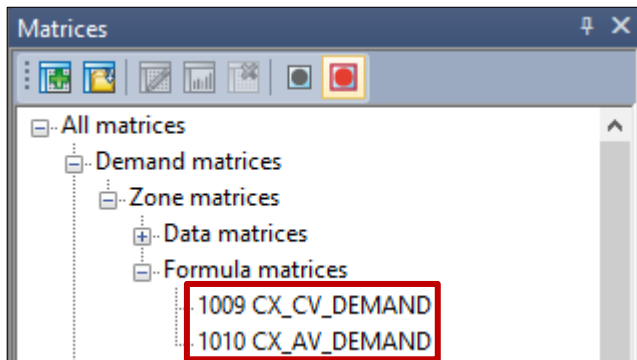 Matrices
All matrices
Demand matrices
Zone matrices
Data matrices
Formula matrices
1009 CX_CV_DEMAND
1010 CX_AV_DEMAND